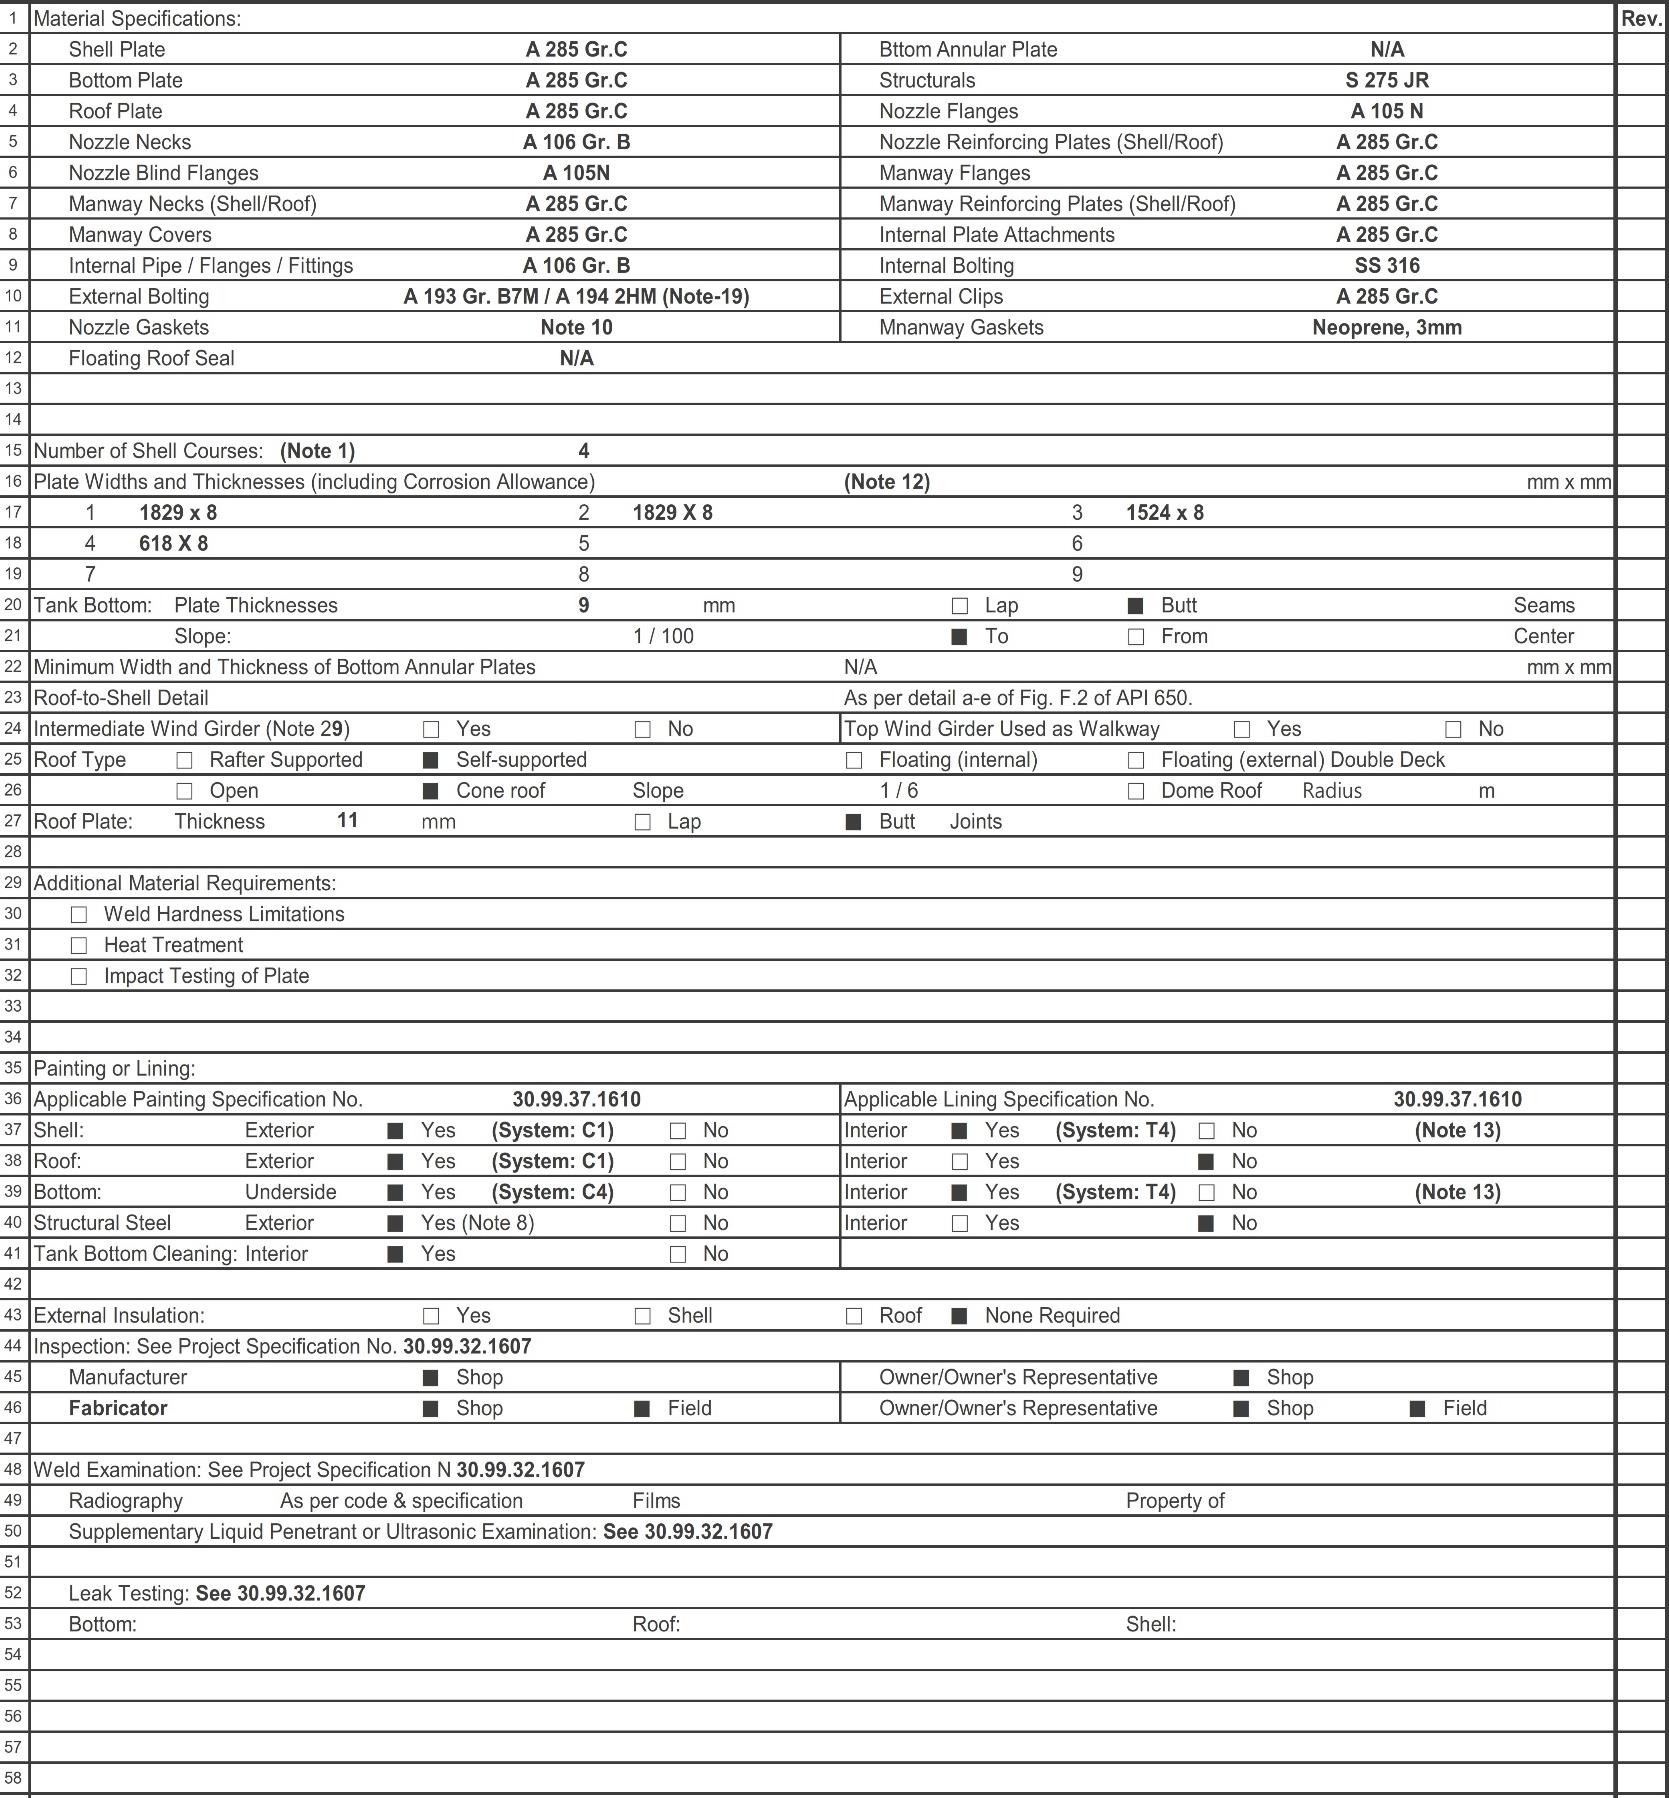 1 Material Specifications: Rev.
2 Shell Plate A 285 Gr.C Bttom Annular Plate N/A
3 Bottom Plate A 285 Gr.C Structurals S 275 JR
4 Roof Plate A 285 Gr.C Nozzle Flanges A 105 N
5 Nozzle Necks A 106 Gr. B Nozzle Reinforcing Plates (Shell/Roof) A 285 Gr.C
6 Nozzle Blind Flanges A 105N Manway Flanges A 285 Gr.C
7 Manway Necks (Shell/Roof) A 285 Gr.C Manway Reinforcing Plates (Shell/Roof) A 285 Gr.C
8 Manway Covers A 285 Gr.C Internal Plate Attachments A 285 Gr.C
9 Internal Pipe / Flanges / Fittings A 106 Gr. B Internal Bolting SS 316
10 External Bolting A 193 Gr. B7M / A 194 2HM (Note-19) External Clips A 285 Gr.C
11 Nozzle Gaskets Note 10 Mnanway Gaskets Neoprene, 3mm
12 Floating Roof Seal N/A
13
14
15 Number of Shell Courses: (Note 1) 4
16 Plate Widths and Thicknesses (including Corrosion Allowance) (Note 12) mm x mm
17 1 1829 x 8 2 1829 X 8 3 1524 x 8
18 4 618 X 8 5 6
19 7 8 9
20 Tank Bottom: Plate Thicknesses 9 mm □ Lap ■ Butt Seams
21 Slope: 1 / 100 ■ To □ From Center
22 Minimum Width and Thickness of Bottom Annular Plates N/A mm x mm
23 Roof-to-Shell Detail As per detail a-e of Fig. F.2 of API 650.
24 Intermediate Wind Girder (Note 29) □ Yes □ No Top Wind Girder Used as Walkway □ Yes □ No
25 Roof Type □ Rafter Supported ■ Self-supported □ Floating (internal) □ Floating (external) Double Deck
26 □ Open ■ Cone roof Slope 1 / 6 □ Dome Roof Radius m
27 Roof Plate: Thickness 11 mm □ Lap ■ Butt Joints
28
29 Additional Material Requirements:
30 □ Weld Hardness Limitations
31 □ Heat Treatment
32 □ Impact Testing of Plate
33
34
35 Painting or Lining:
36 Applicable Painting Specification No. 30.99.37.1610 Applicable Lining Specification No. 30.99.37.1610
37 Shell: Exterior ■ Yes (System: C1) □ No Interior ■ Yes (System: T4) □ No (Note 13)
38 Roof: Exterior ■ Yes (System: C1) □ No Interior □ Yes ■ No
39 Bottom: Underside ■ Yes (System: C4) □ No Interior ■ Yes (System: T4) □ No (Note 13)
40 Structural Steel Exterior ■ Yes (Note 8) □ No Interior □ Yes ■ No
41 Tank Bottom Cleaning: Interior ■ Yes □ No
42
43 External Insulation: □ Yes □ Shell □ Roof ■ None Required
44 Inspection: See Project Specification No. 30.99.32.1607
45 Manufacturer ■ Shop Owner/Owner's Representative ■ Shop
46 Fabricator ■ Shop ■ Field Owner/Owner's Representative ■ Shop ■ Field
47
48 Weld Examination: See Project Specification N 30.99.32.1607
49 Radiography As per code & specification Films Property of
50 Supplementary Liquid Penetrant or Ultrasonic Examination: See 30.99.32.1607
51
52 Leak Testing: See 30.99.32.1607
53 Bottom: Roof: Shell:
54
55
56
57
58